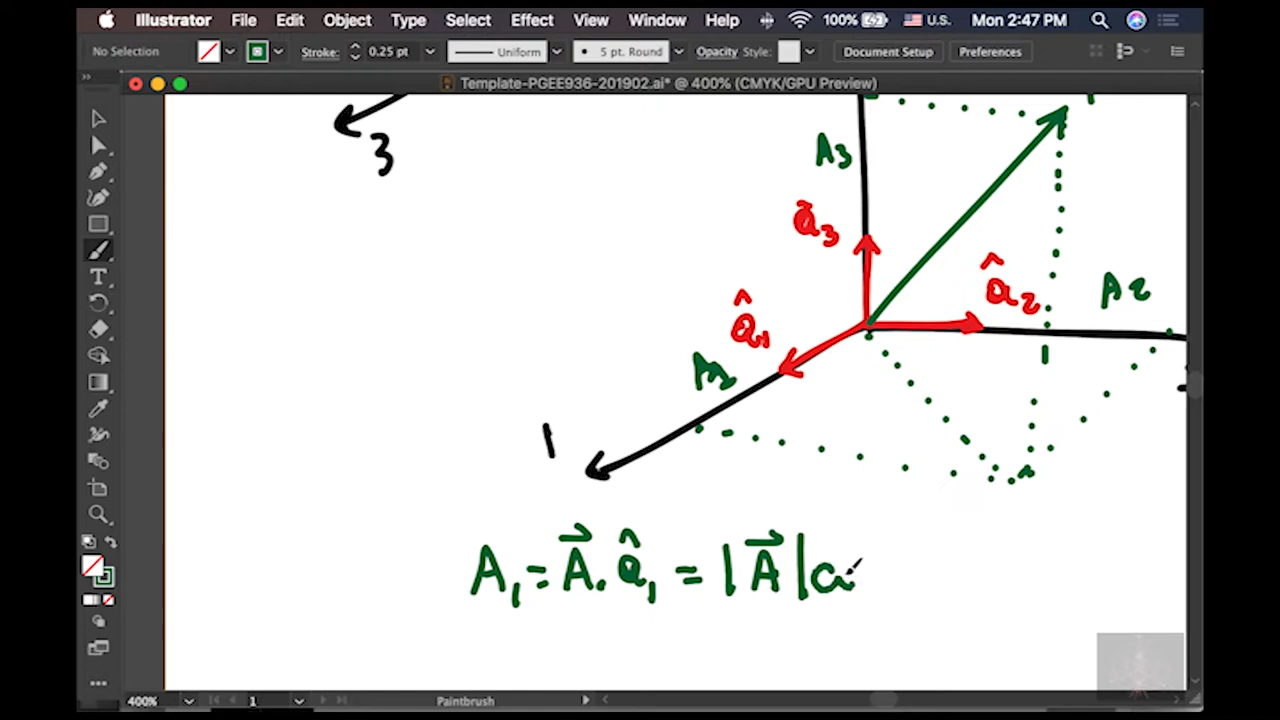 Illustrator File Edit Object Type Select Effect View Window Help 100% U.S. Mon 2:47 PM
No Selection Stroke: 0.25 pt Uniform 5 pt. Round Opacity Style: Document Setup Preferences
Template-PGEE936-201902.ai* @ 400% (CMYK/GPU Preview)
3
A3
â3
â2
A2
â1
A1
1
A₁ = A⃗ . â₁ = |A⃗|co
400% 1 Paintbrush